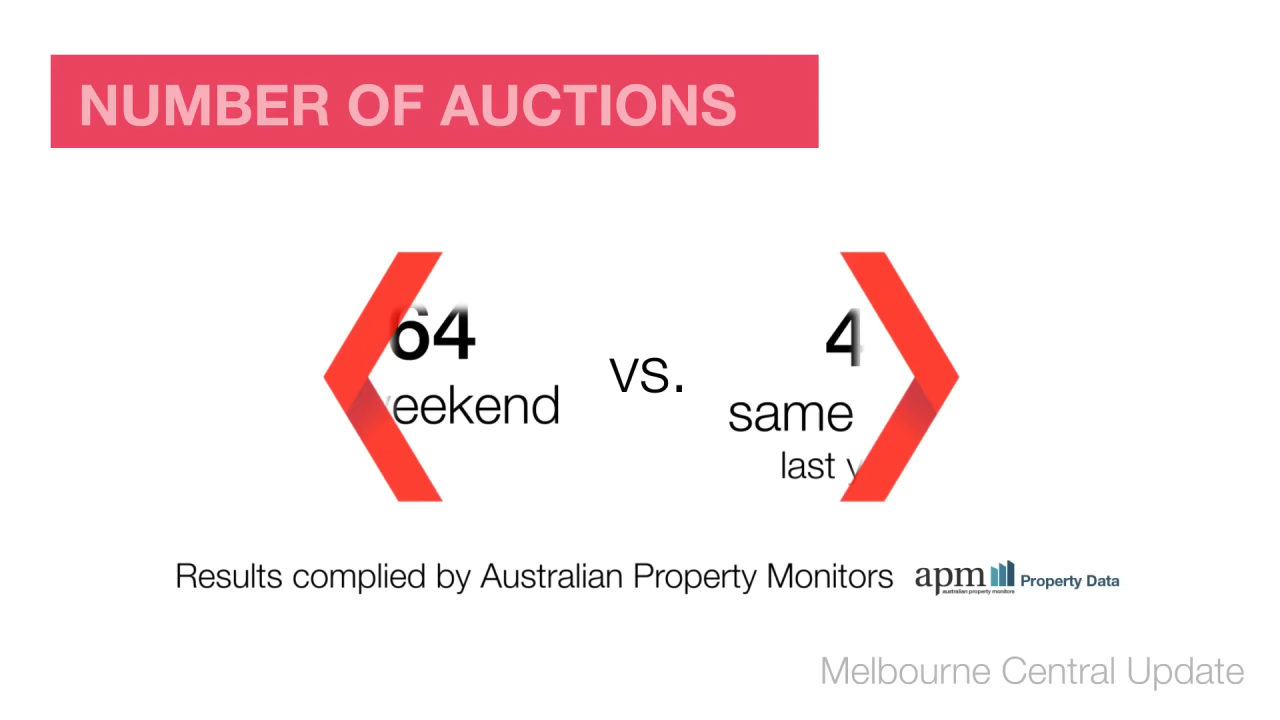 NUMBER OF AUCTIONS
64
vs.
4
same
last
Results complied by Australian Property Monitors
apm
australian property monitors
Property Data
Melbourne Central Update